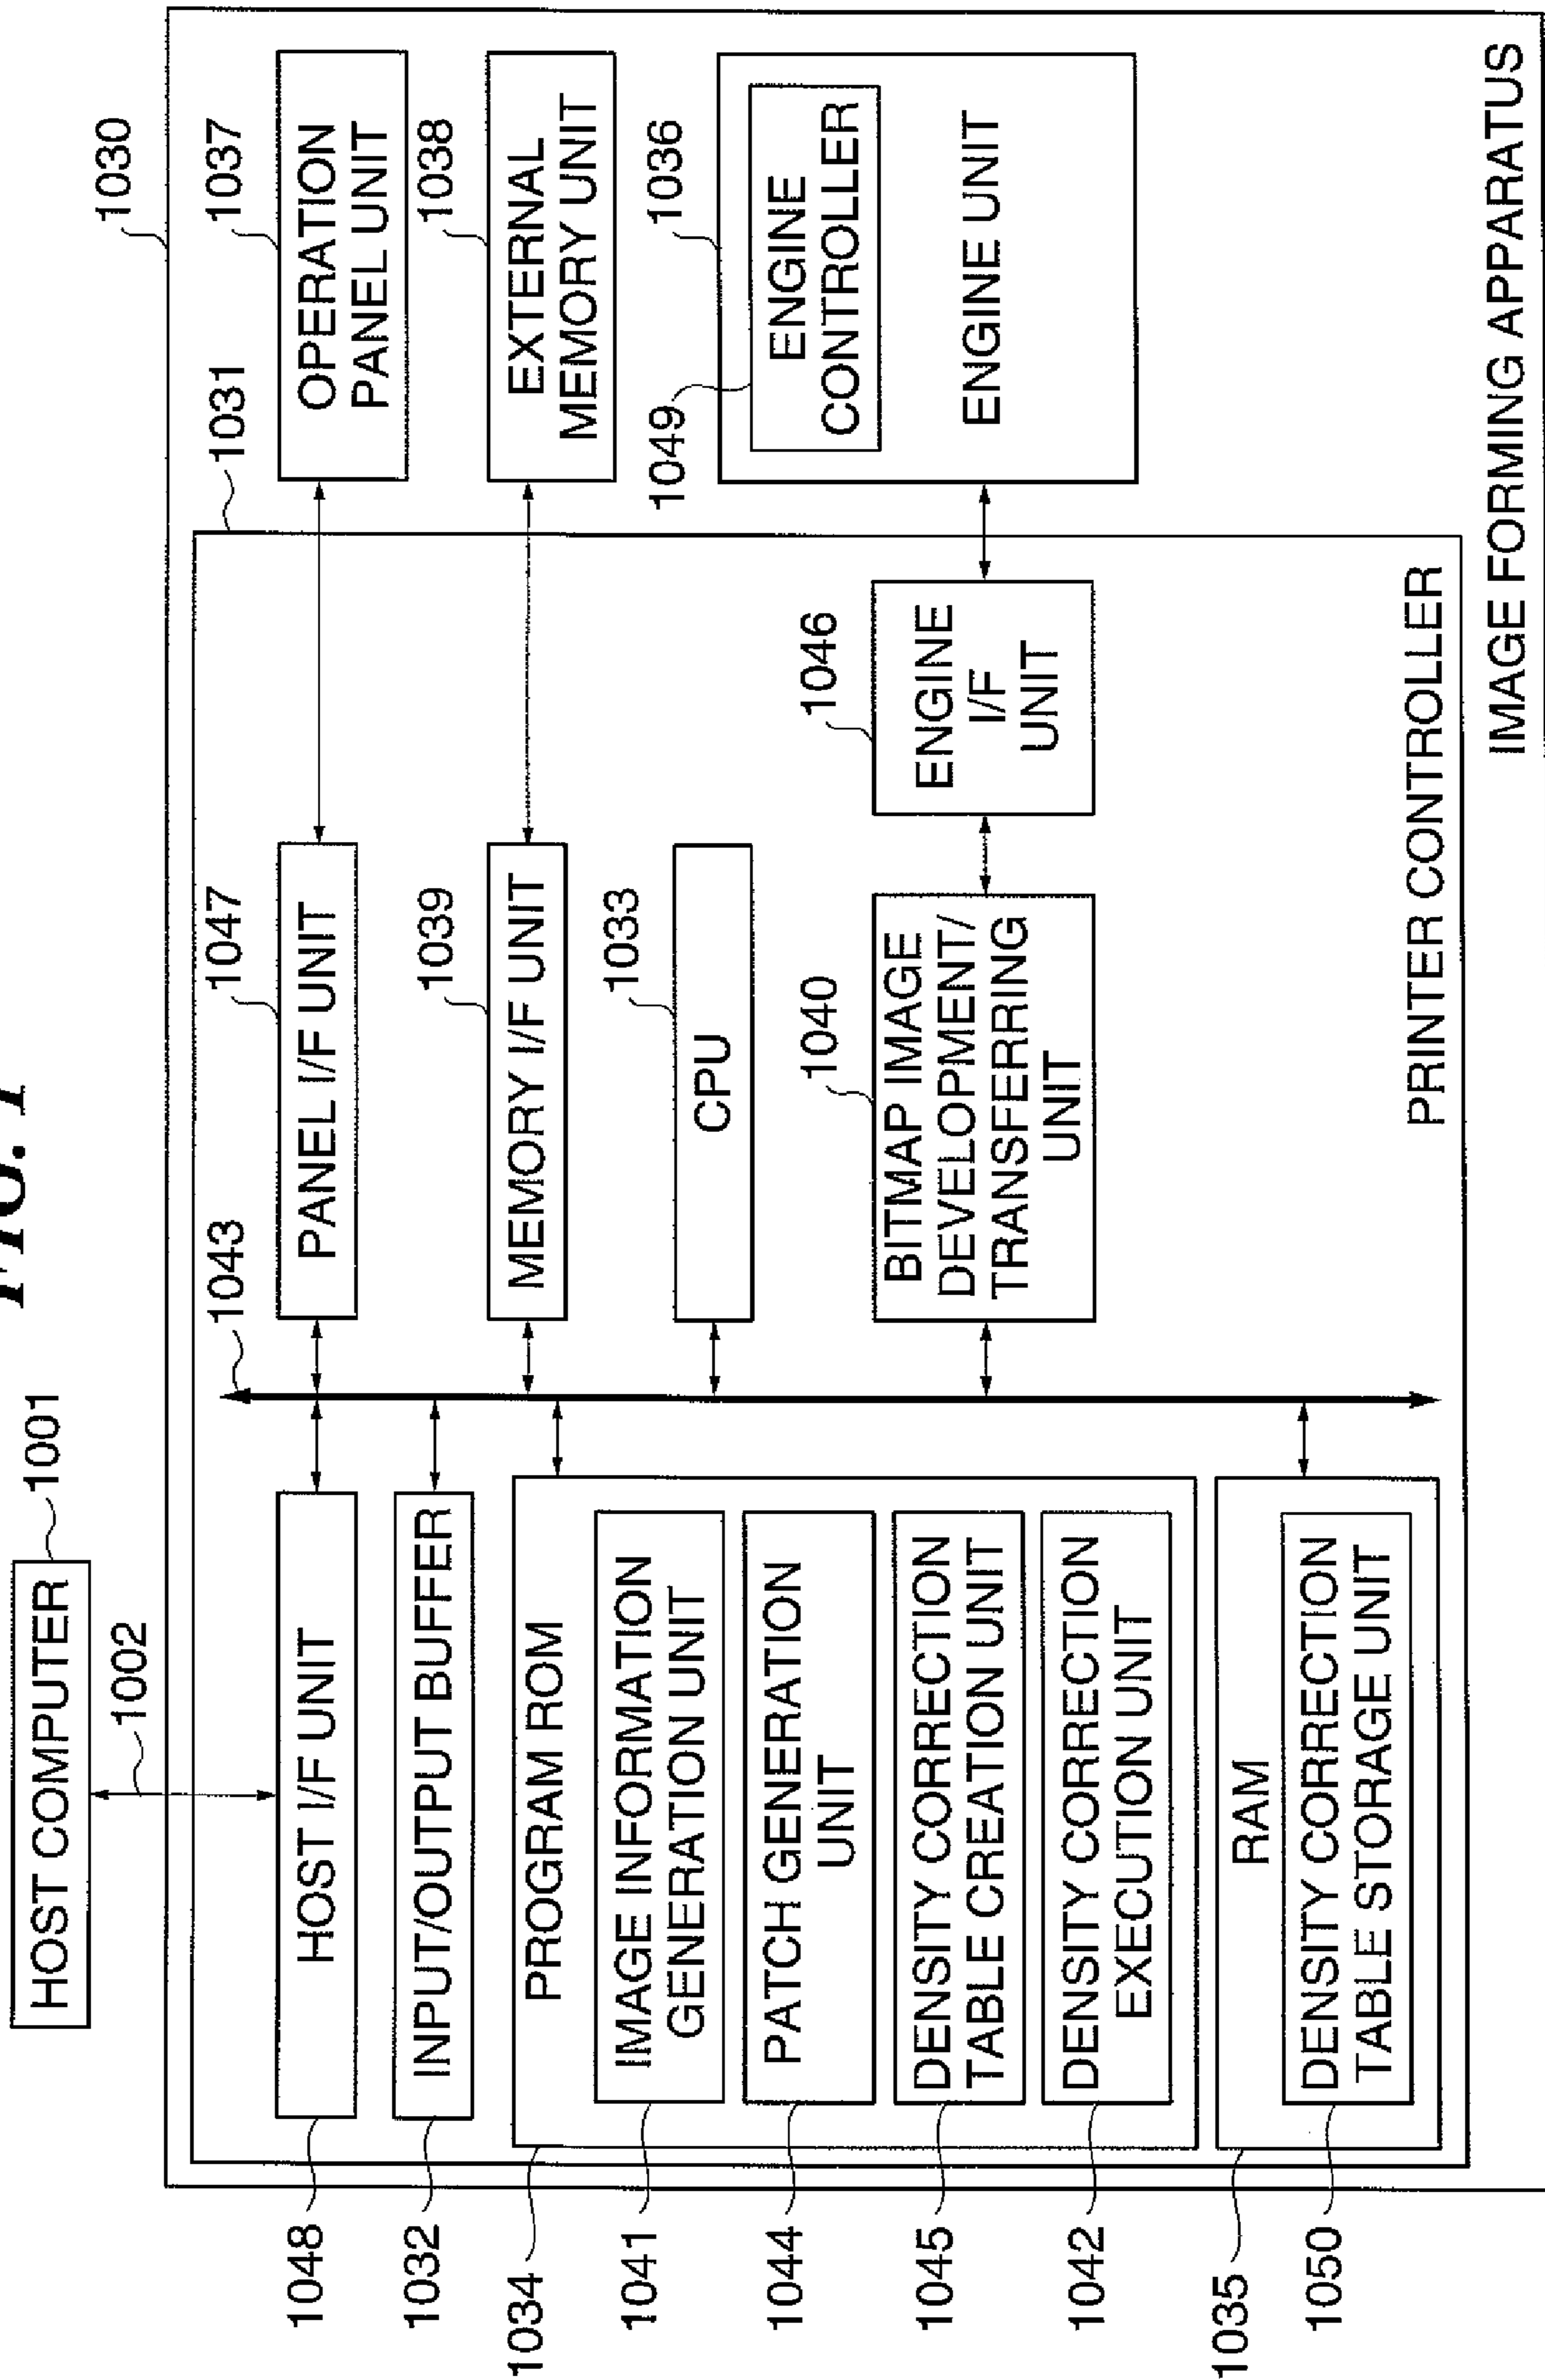 FIG. 1
HOST COMPUTER
1001
1002
1030
1031
1043
1047
1037
1048
HOST I/F UNIT
PANEL I/F UNIT
OPERATION
PANEL UNIT
1032
INPUT/OUTPUT BUFFER
1039
MEMORY I/F UNIT
1038
EXTERNAL
MEMORY UNIT
1034
PROGRAM ROM
1041
IMAGE INFORMATION
GENERATION UNIT
1044
PATCH GENERATION
UNIT
1045
DENSITY CORRECTION
TABLE CREATION UNIT
1042
DENSITY CORRECTION
EXECUTION UNIT
1035
RAM
1050
DENSITY CORRECTION
TABLE STORAGE UNIT
1033
CPU
1040
BITMAP IMAGE
DEVELOPMENT/
TRANSFERRING
UNIT
1046
ENGINE
I/F
UNIT
1049
1036
ENGINE
CONTROLLER
ENGINE UNIT
PRINTER CONTROLLER
IMAGE FORMING APPARATUS